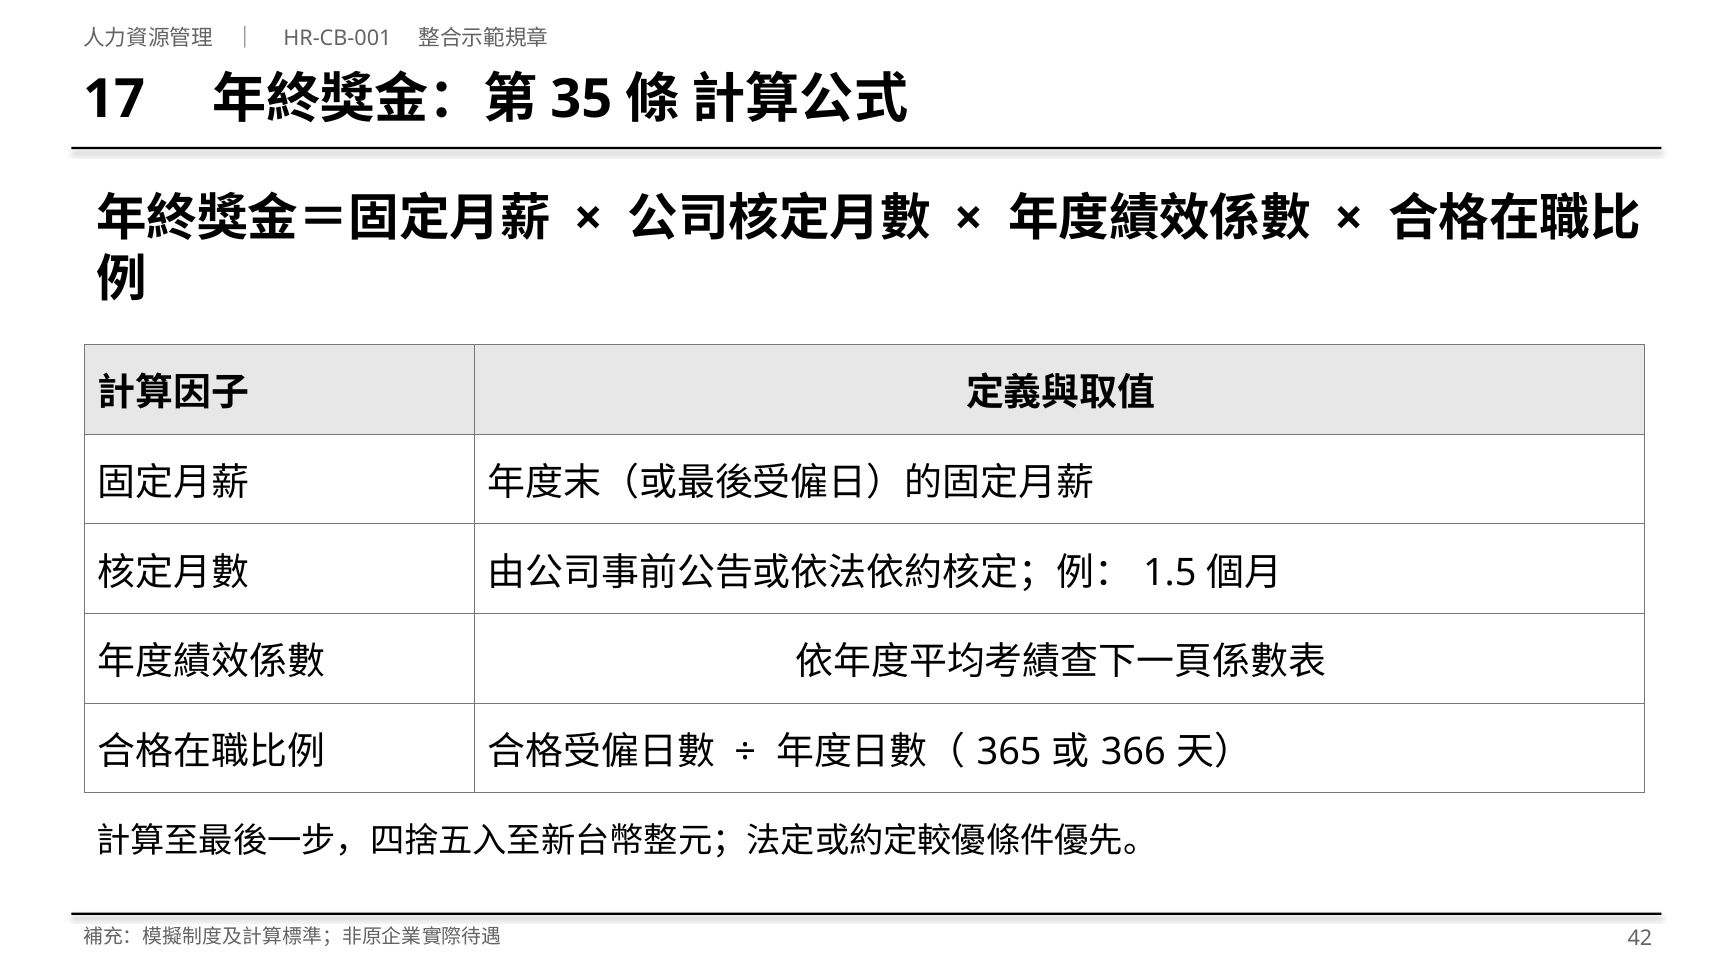 人力資源管理　｜　HR-CB-001　整合示範規章
17　年終獎金：第 35 條 計算公式
年終獎金＝固定月薪 × 公司核定月數 × 年度績效係數 × 合格在職比
例
計算因子　定義與取值
固定月薪　年度末（或最後受僱日）的固定月薪
核定月數　由公司事前公告或依法依約核定；例： 1.5 個月
年度績效係數　依年度平均考績查下一頁係數表
合格在職比例　合格受僱日數 ÷ 年度日數（ 365 或 366 天）
計算至最後一步，四捨五入至新台幣整元；法定或約定較優條件優先。
補充：模擬制度及計算標準；非原企業實際待遇　42